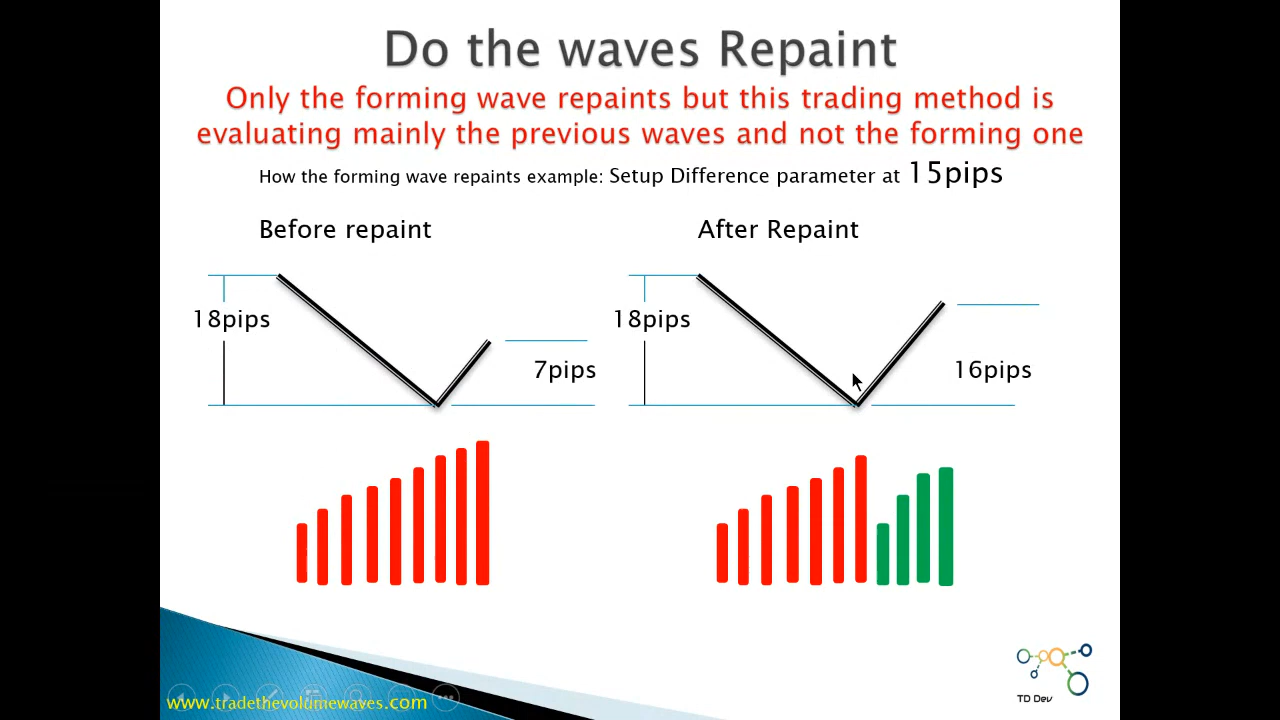 Do the waves Repaint
Only the forming wave repaints but this trading method is
evaluating mainly the previous waves and not the forming one
How the forming wave repaints example: Setup Difference parameter at 15pips
Before repaint
After Repaint
18pips
7pips
18pips
16pips
www.tradethevolumewaves.com
TD Dev